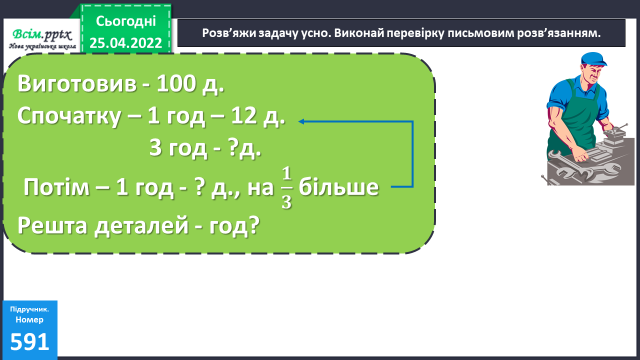 Всім.pptx
Нова українська школа
Сьогодні
25.04.2022
Розв’яжи задачу усно. Виконай перевірку письмовим розв’язанням.
Виготовив - 100 д.
Спочатку – 1 год – 12 д.
3 год - ?д.
Потім – 1 год - ? д., на 1/3 більше
Решта деталей - год?
Підручник.
Номер
591